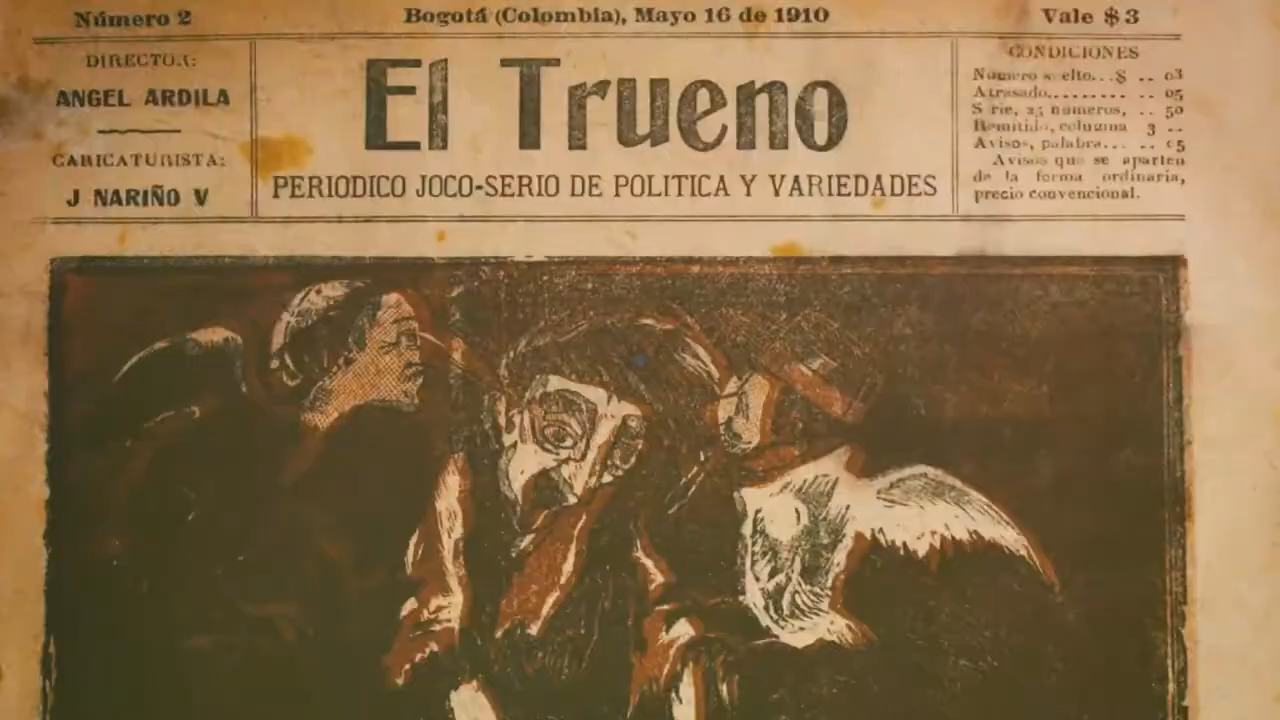 Número 2
Bogotá (Colombia), Mayo 16 de 1910
Vale $ 3
DIRECTOR:
ANGEL ARDILA
CARICATURISTA:
J NARIÑO V
El Trueno
PERIODICO JOCO-SERIO DE POLITICA Y VARIEDADES
CONDICIONES
Número suelto...$ .. 03
Atrasado......... .. 05
Serie, 25 números, .. 50
Remitido, columna 3 ..
Avisos, palabra... .. 05
Avisos que se aparten
de la forma ordinaria,
precio convencional.